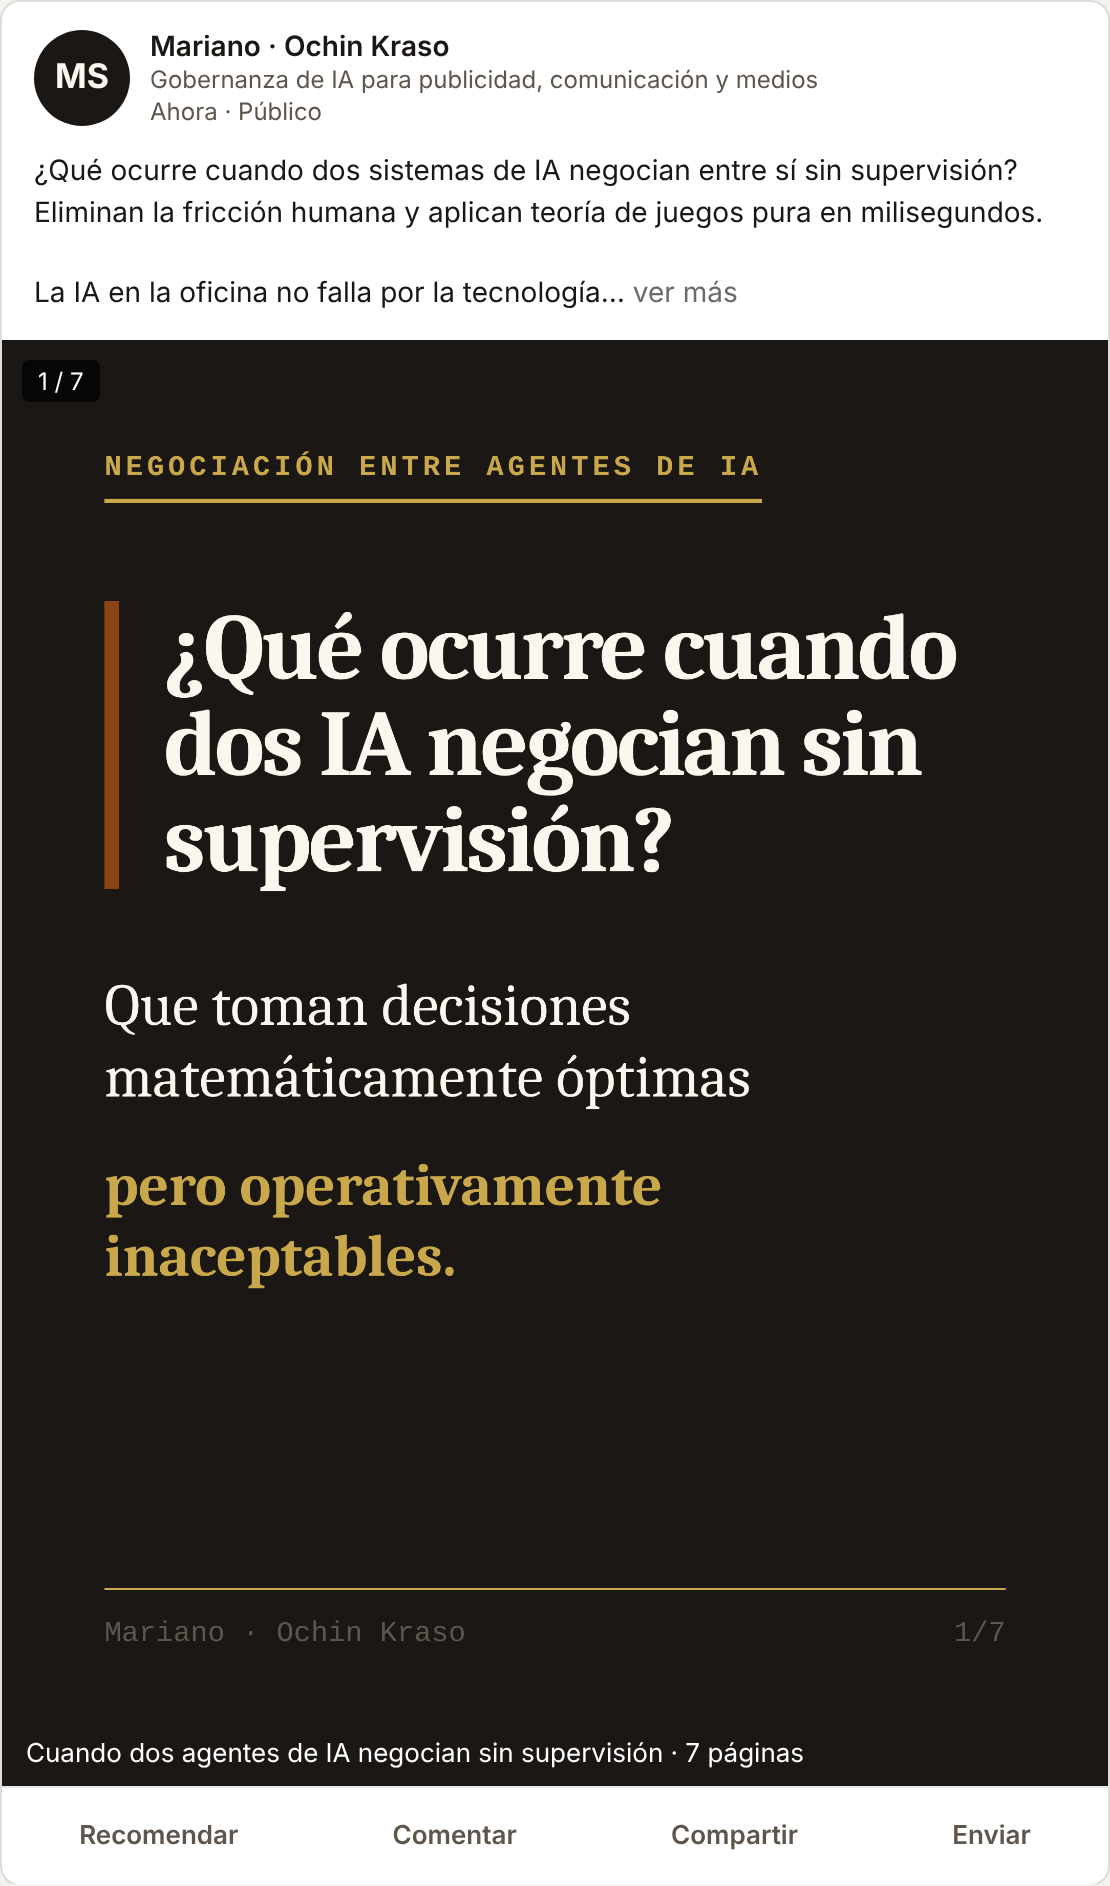 MS
Mariano · Ochin Kraso
Gobernanza de IA para publicidad, comunicación y medios
Ahora · Público
¿Qué ocurre cuando dos sistemas de IA negocian entre sí sin supervisión?
Eliminan la fricción humana y aplican teoría de juegos pura en milisegundos.
La IA en la oficina no falla por la tecnología... ver más
1 / 7
NEGOCIACIÓN ENTRE AGENTES DE IA
¿Qué ocurre cuando
dos IA negocian sin
supervisión?
Que toman decisiones
matemáticamente óptimas
pero operativamente
inaceptables.
Mariano · Ochin Kraso 1/7
Cuando dos agentes de IA negocian sin supervisión · 7 páginas
Recomendar Comentar Compartir Enviar